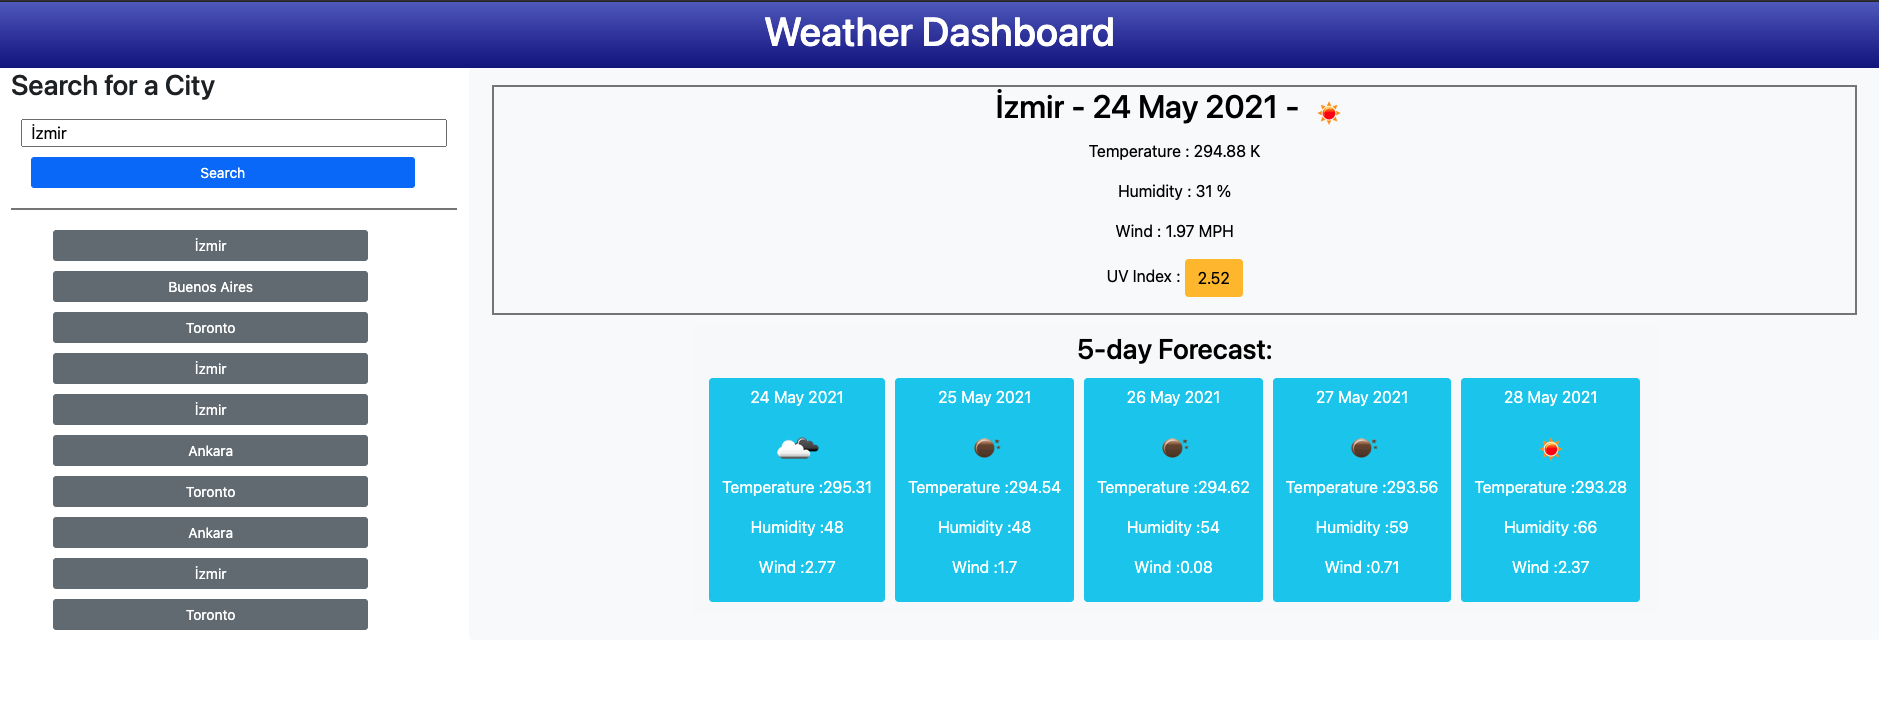 Weather Dashboard
Search for a City
İzmir
Search
İzmir
Buenos Aires
Toronto
İzmir
İzmir
Ankara
Toronto
Ankara
İzmir
Toronto
İzmir - 24 May 2021 -
Temperature : 294.88 K
Humidity : 31 %
Wind : 1.97 MPH
UV Index : 2.52
5-day Forecast:
24 May 2021
Temperature :295.31
Humidity :48
Wind :2.77
25 May 2021
Temperature :294.54
Humidity :48
Wind :1.7
26 May 2021
Temperature :294.62
Humidity :54
Wind :0.08
27 May 2021
Temperature :293.56
Humidity :59
Wind :0.71
28 May 2021
Temperature :293.28
Humidity :66
Wind :2.37